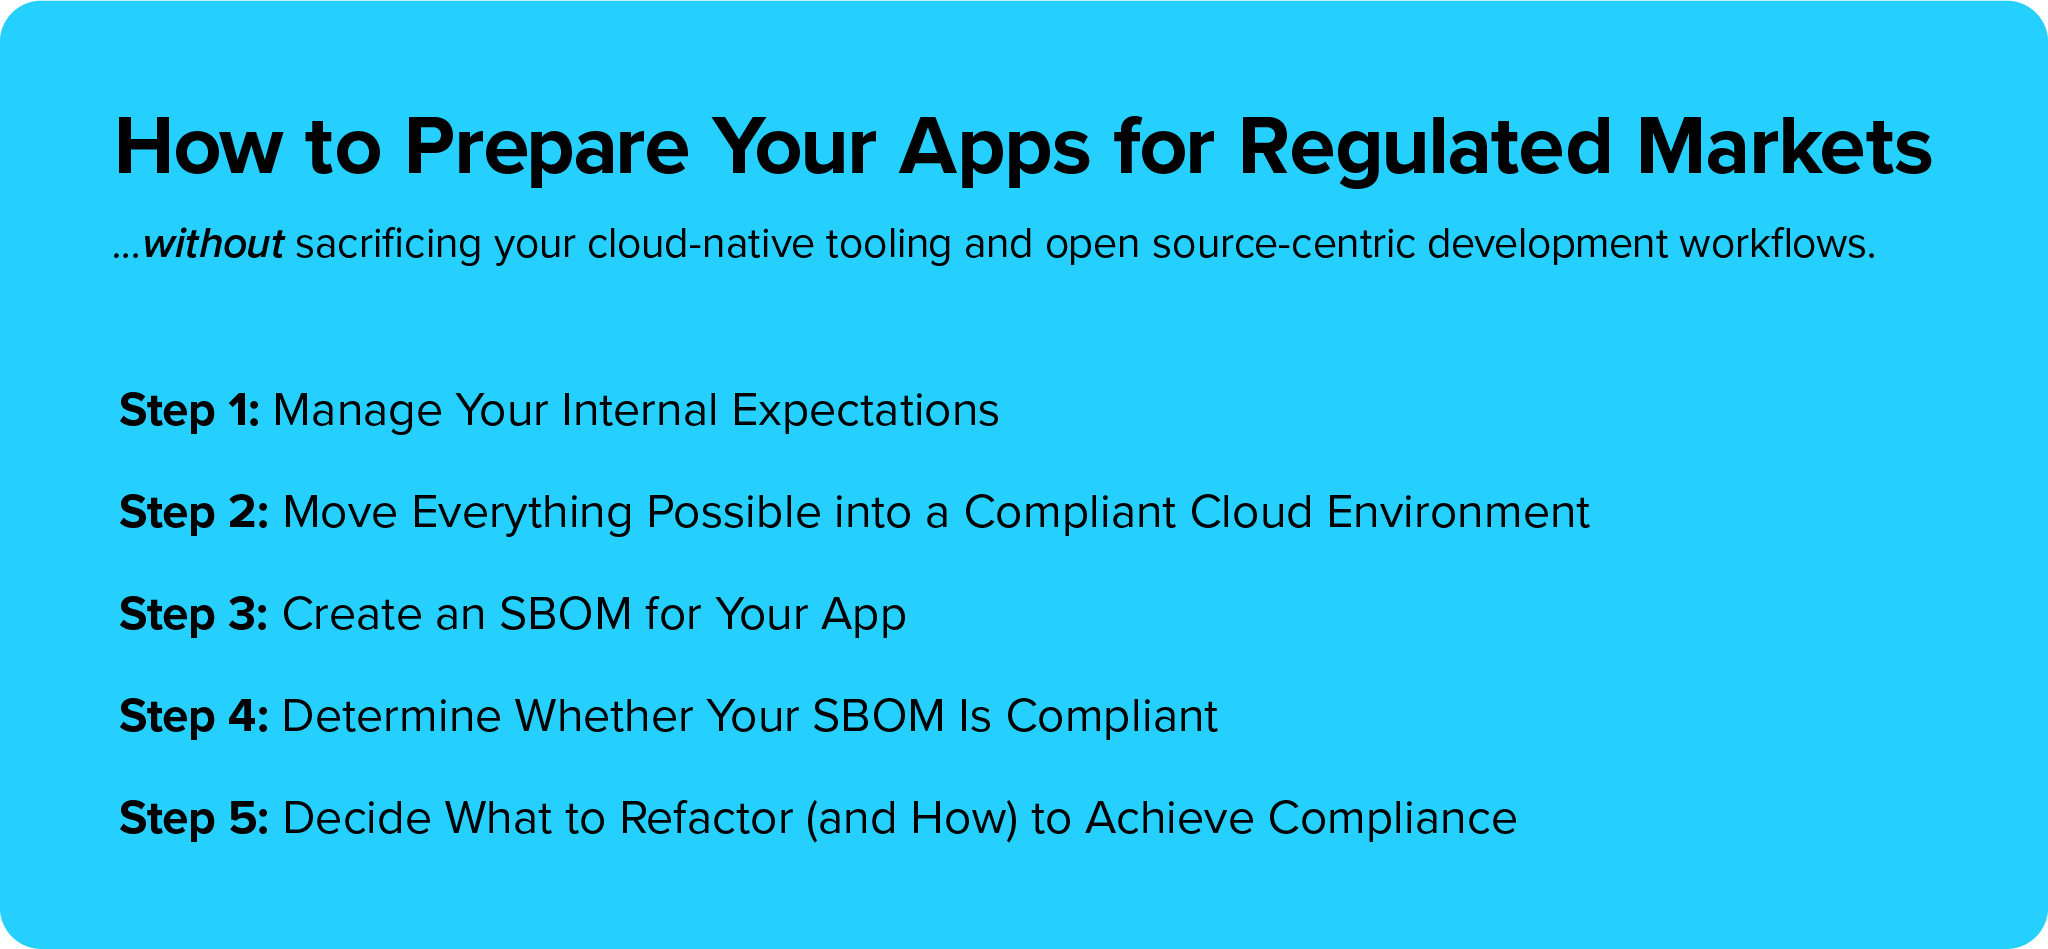 How to Prepare Your Apps for Regulated Markets
...without sacrificing your cloud-native tooling and open source-centric development workflows.
Step 1: Manage Your Internal Expectations
Step 2: Move Everything Possible into a Compliant Cloud Environment
Step 3: Create an SBOM for Your App
Step 4: Determine Whether Your SBOM Is Compliant
Step 5: Decide What to Refactor (and How) to Achieve Compliance